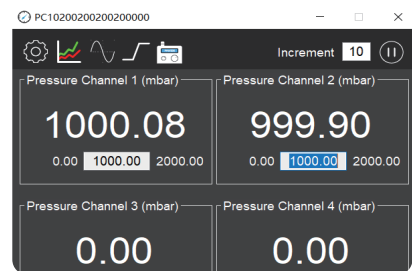 PC10200200200200000
Increment 10
Pressure Channel 1 (mbar)
1000.08
0.00 1000.00 2000.00
Pressure Channel 2 (mbar)
999.90
0.00 1000.00 2000.00
Pressure Channel 3 (mbar)
0.00
Pressure Channel 4 (mbar)
0.00